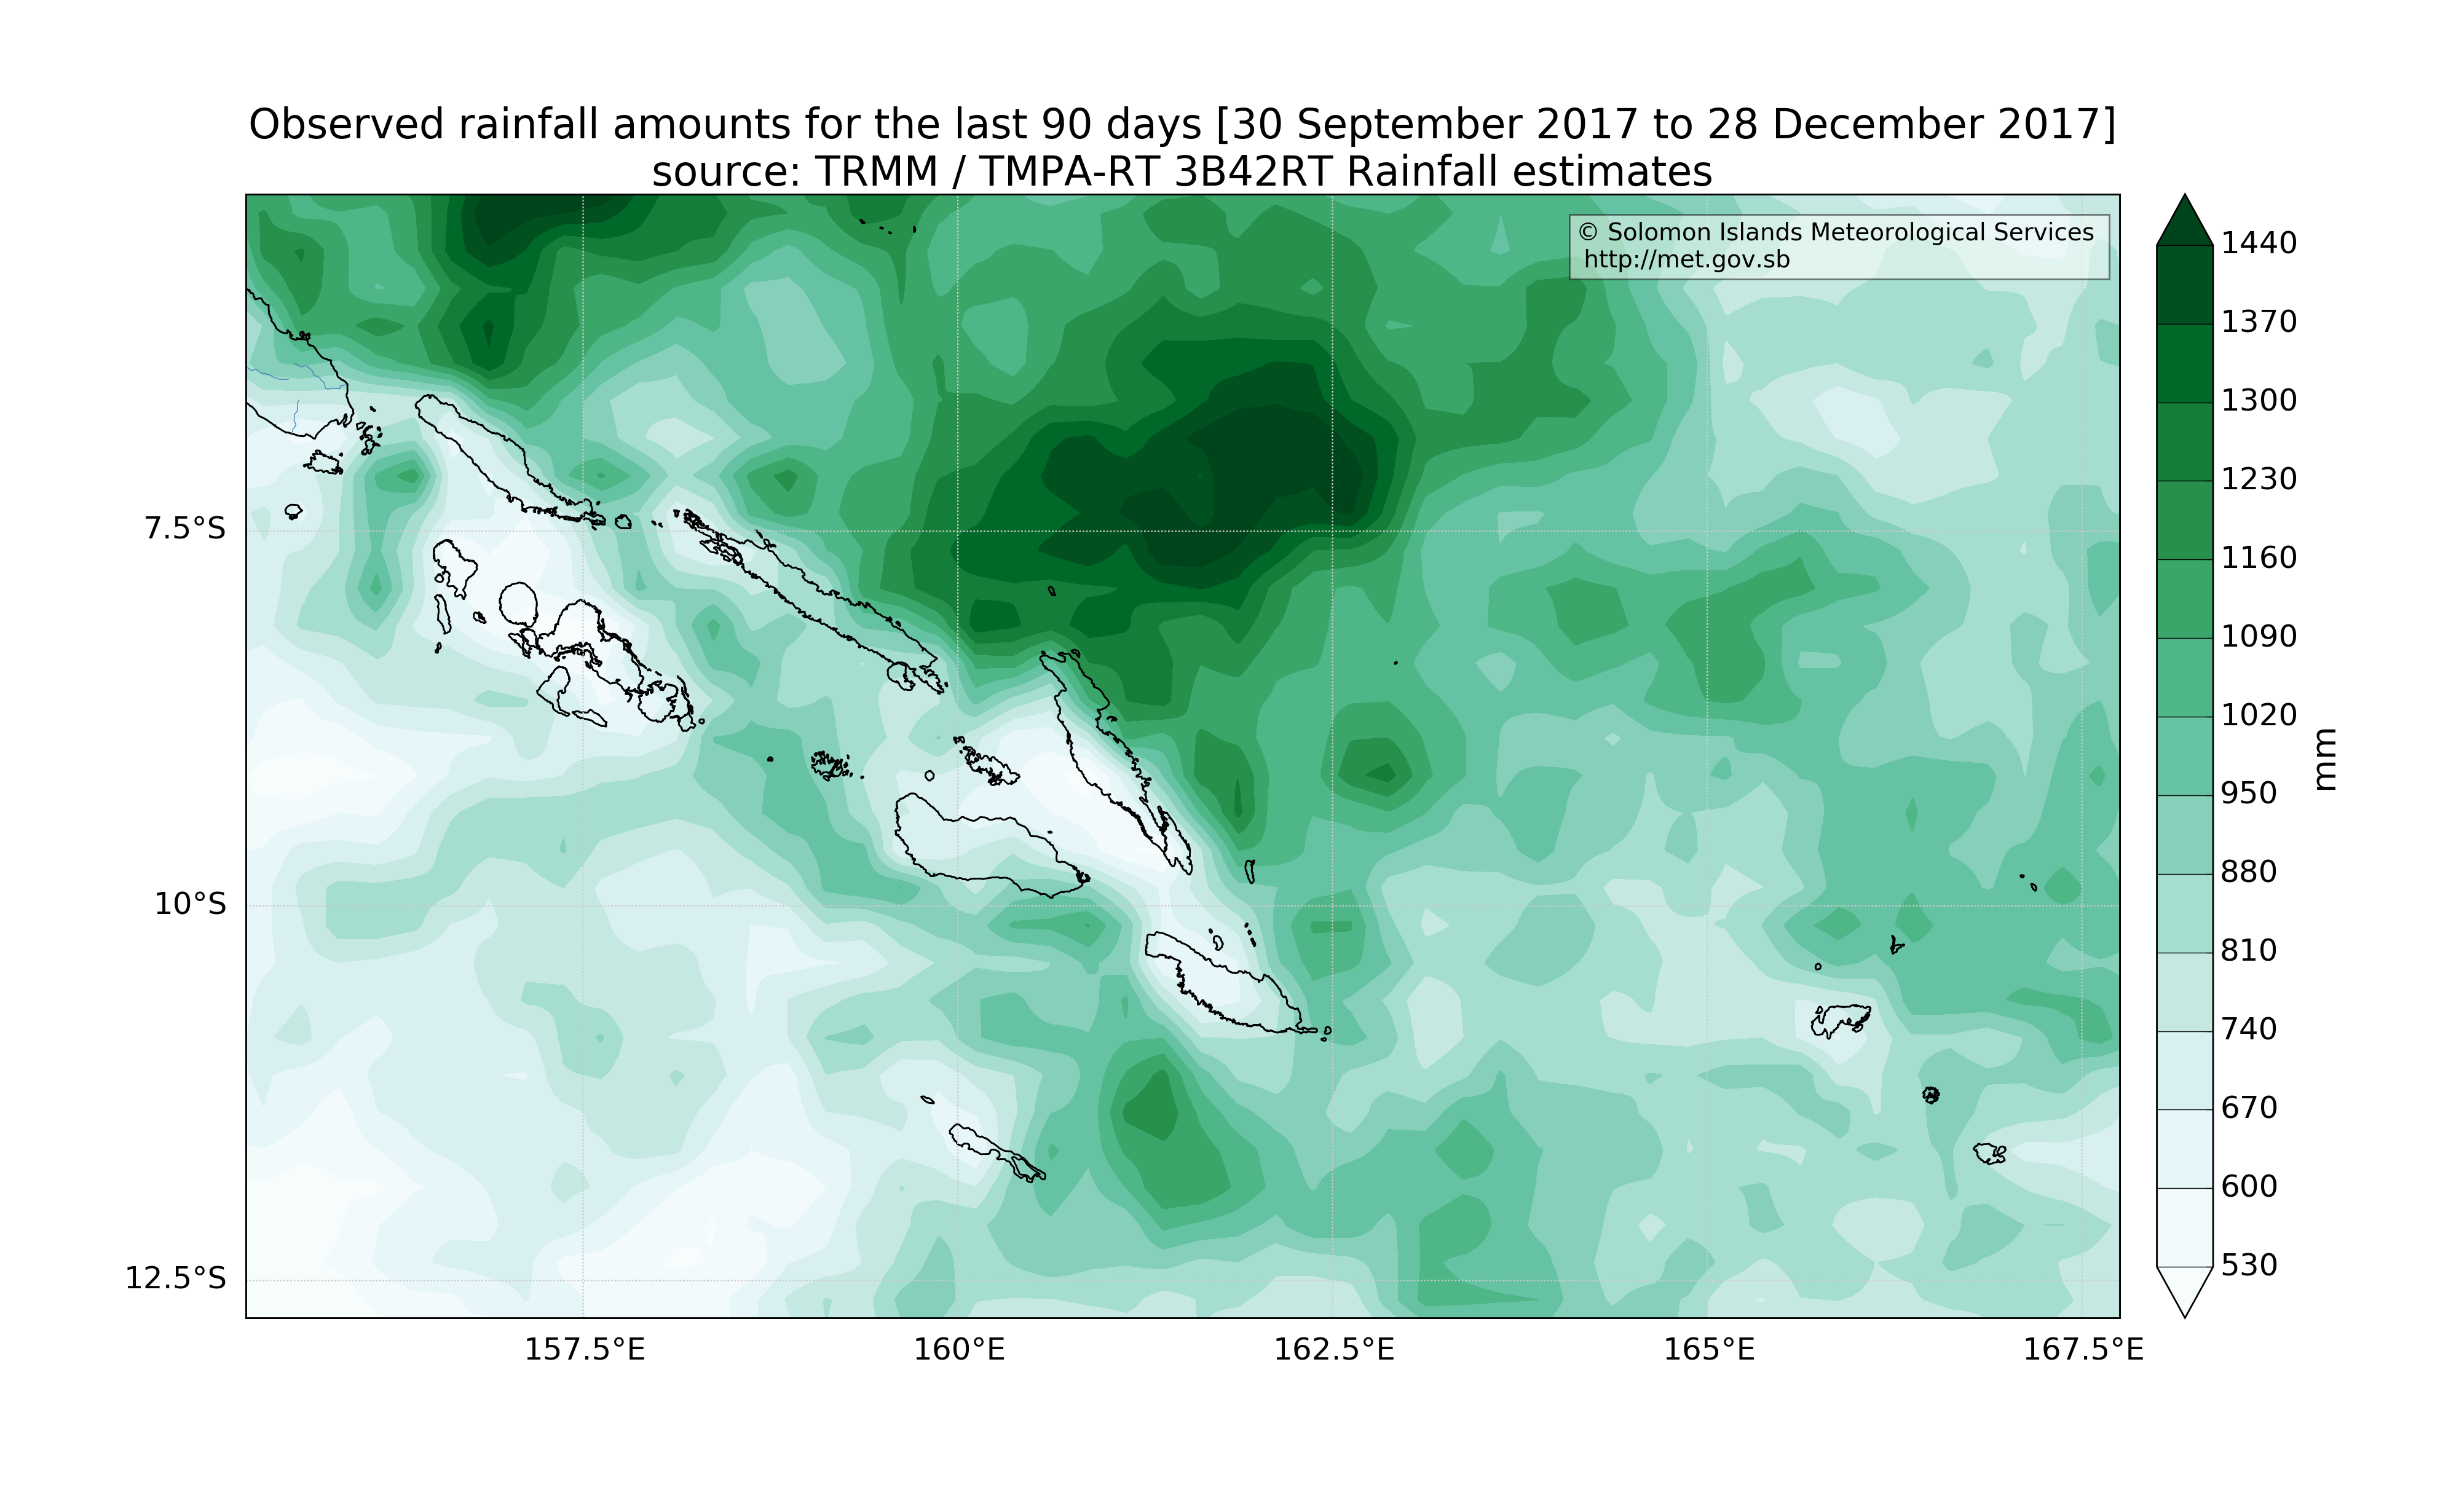 Observed rainfall amounts for the last 90 days [30 September 2017 to 28 December 2017]
source: TRMM / TMPA-RT 3B42RT Rainfall estimates
© Solomon Islands Meteorological Services
http://met.gov.sb
7.5°S
10°S
12.5°S
157.5°E
160°E
162.5°E
165°E
167.5°E
1440
1370
1300
1230
1160
1090
1020
950
880
810
740
670
600
530
mm